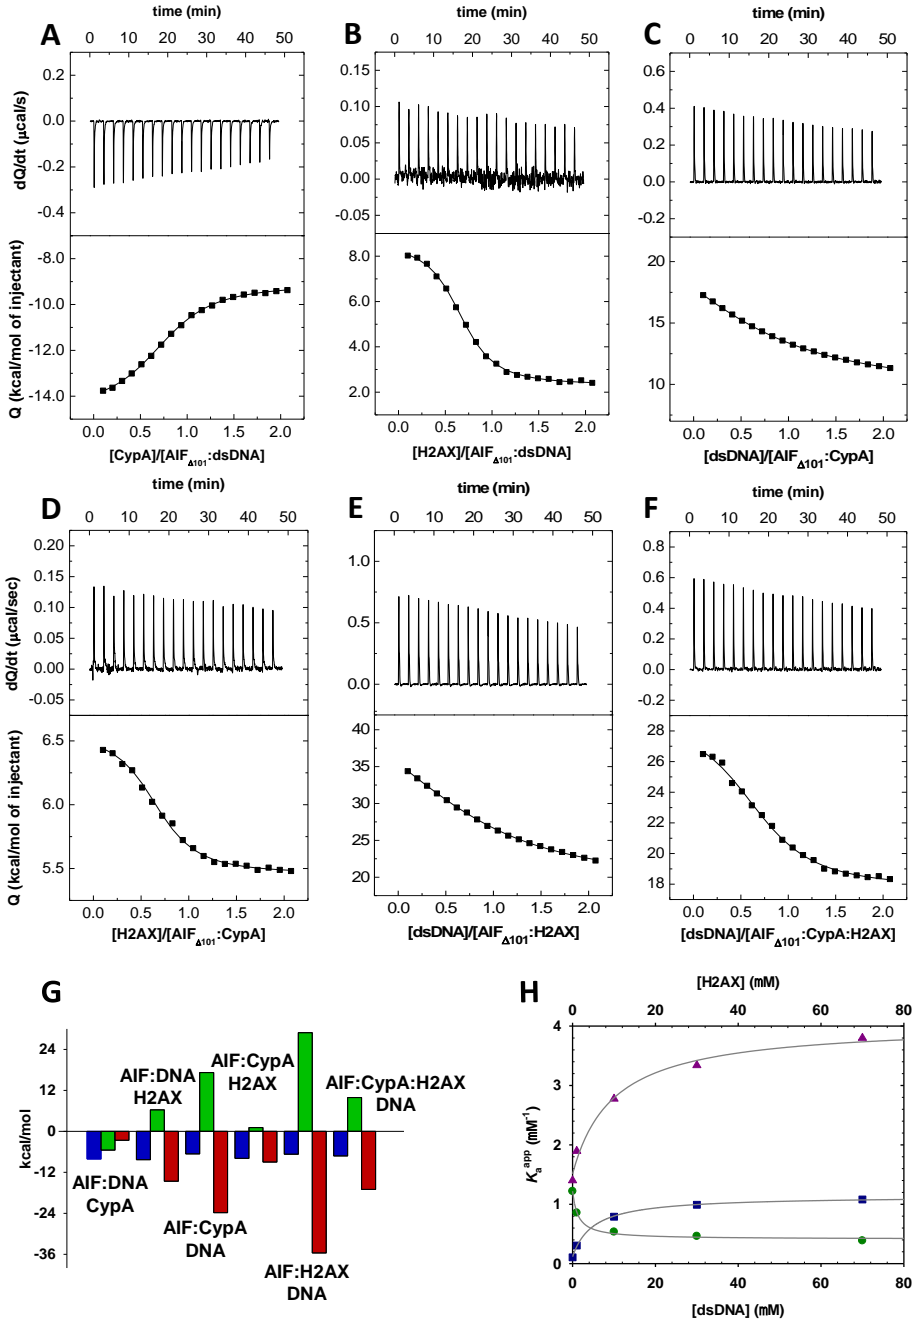 A
time (min)
0 10 20 30 40 50
0.2
0.0
-0.2
-0.4
dQ/dt (μcal/s)
-8.0
-10.0
-12.0
-14.0
Q (kcal/mol of injectant)
0.0 0.5 1.0 1.5 2.0
[CypA]/[AIFΔ101:dsDNA]
B
time (min)
0 10 20 30 40 50
0.15
0.10
0.05
0.00
-0.05
8.0
6.0
4.0
2.0
0.0 0.5 1.0 1.5 2.0
[H2AX]/[AIFΔ101:dsDNA]
C
time (min)
0 10 20 30 40 50
0.6
0.4
0.2
0.0
-0.2
20
15
10
0.0 0.5 1.0 1.5 2.0
[dsDNA]/[AIFΔ101:CypA]
D
time (min)
0 10 20 30 40 50
0.20
0.15
0.10
0.05
0.00
-0.05
dQ/dt (μcal/sec)
6.5
6.0
5.5
Q (kcal/mol of injectant)
0.0 0.5 1.0 1.5 2.0
[H2AX]/[AIFΔ101:CypA]
E
time (min)
0 10 20 30 40 50
1.0
0.5
0.0
40
35
30
25
20
0.0 0.5 1.0 1.5 2.0
[dsDNA]/[AIFΔ101:H2AX]
F
time (min)
0 10 20 30 40 50
0.8
0.6
0.4
0.2
0.0
-0.2
28
26
24
22
20
18
0.0 0.5 1.0 1.5 2.0
[dsDNA]/[AIFΔ101:CypA:H2AX]
G
24
12
0
-12
-24
-36
kcal/mol
AIF:DNA
CypA
AIF:DNA
H2AX
AIF:CypA
DNA
AIF:CypA
H2AX
AIF:H2AX
DNA
AIF:CypA:H2AX
DNA
H
[H2AX] (mM)
0 20 40 60 80
4
3
2
1
0
Kₐᵃᵖᵖ (mM⁻¹)
0 20 40 60 80
[dsDNA] (mM)